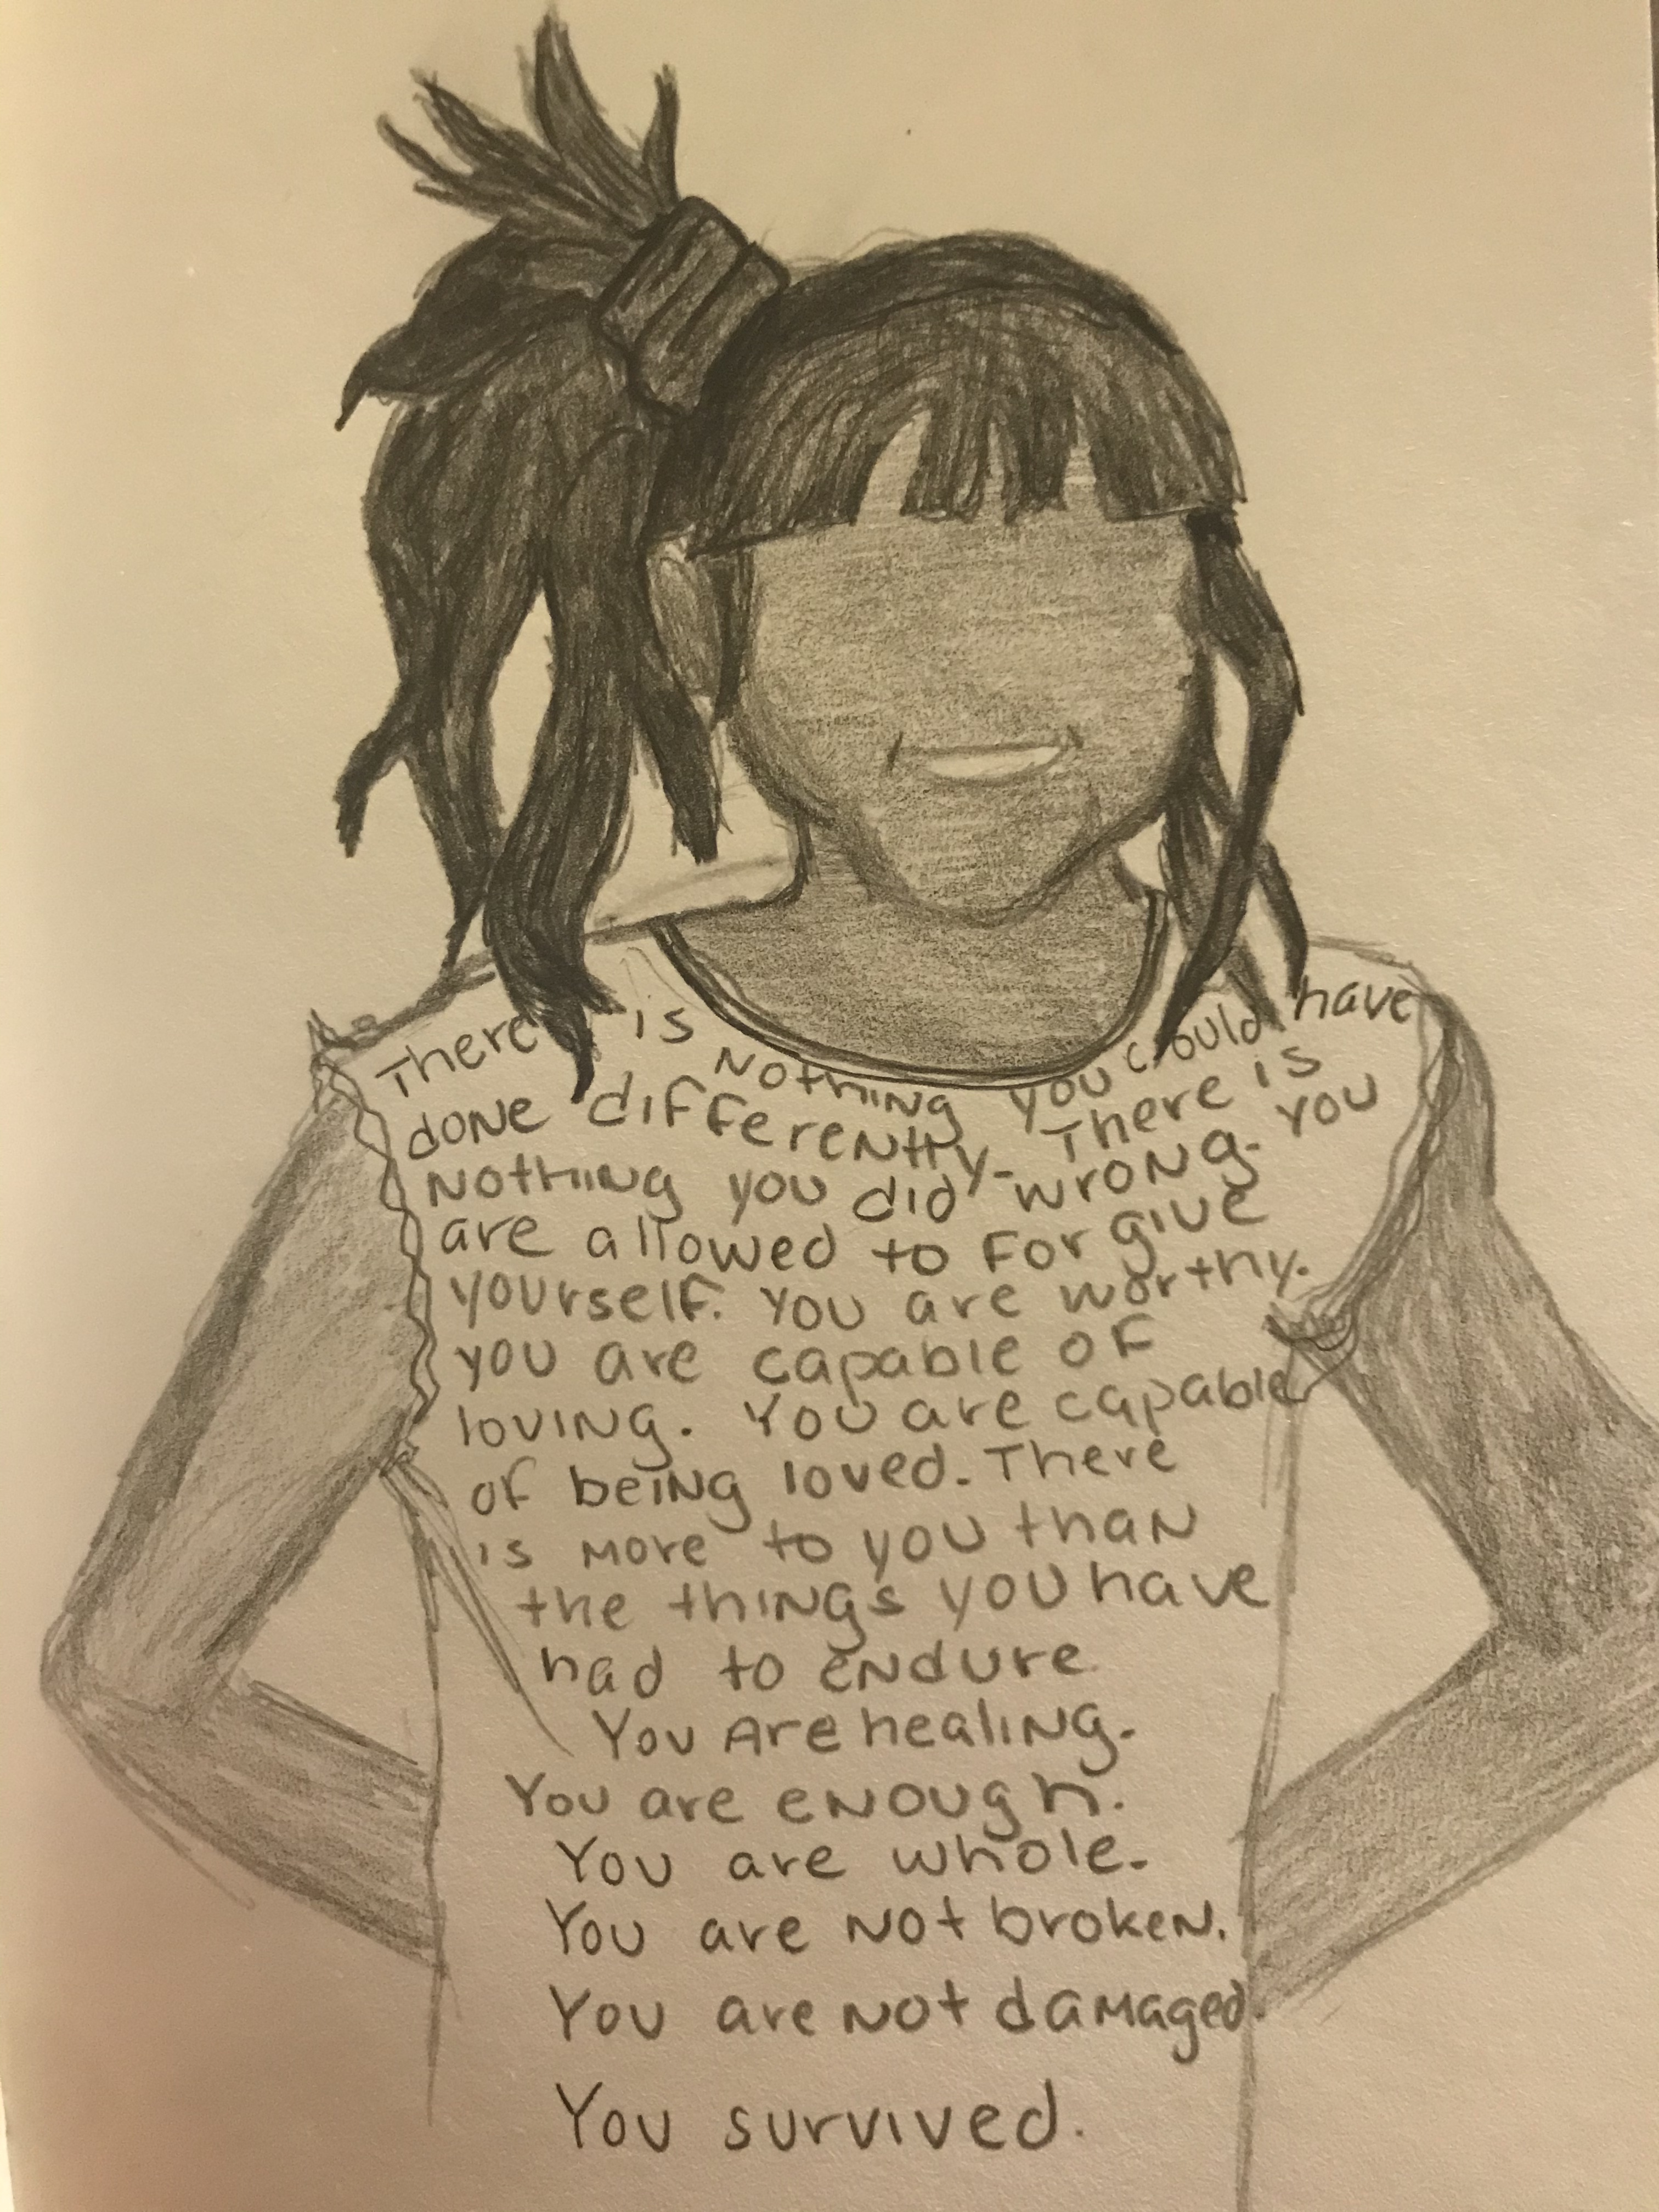 There is Nothing you could have
done differently. There is
Nothing you did wrong. You
are allowed to forgive
yourself. You are worthy.
you are capable of
loving. You are capable
of being loved. There
is more to you than
the things you have
had to endure.
You Are healing.
You are enough.
You are whole.
You are Not broken.
You are Not damaged.
You survived.